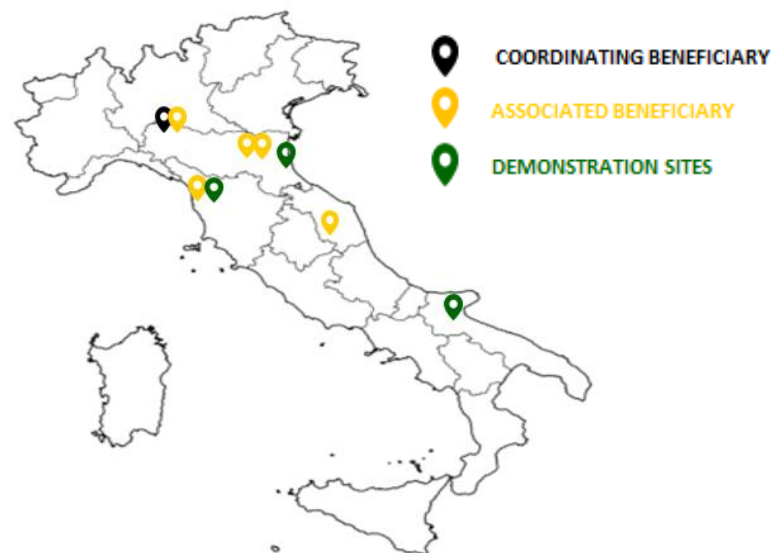 COORDINATING BENEFICIARY
ASSOCIATED BENEFICIARY
DEMONSTRATION SITES